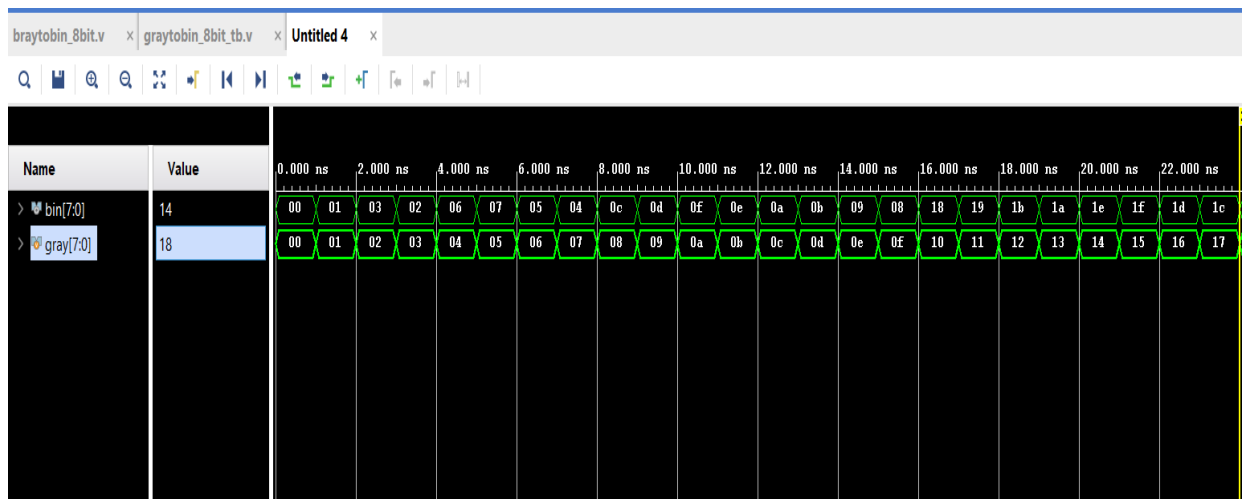 braytobin_8bit.v × graytobin_8bit_tb.v × Untitled 4 ×
Name Value 0.000 ns 2.000 ns 4.000 ns 6.000 ns 8.000 ns 10.000 ns 12.000 ns 14.000 ns 16.000 ns 18.000 ns 20.000 ns 22.000 ns
> bin[7:0] 14 00 01 03 02 06 07 05 04 0c 0d 0f 0e 0a 0b 09 08 18 19 1b 1a 1e 1f 1d 1c
> gray[7:0] 18 00 01 02 03 04 05 06 07 08 09 0a 0b 0c 0d 0e 0f 10 11 12 13 14 15 16 17